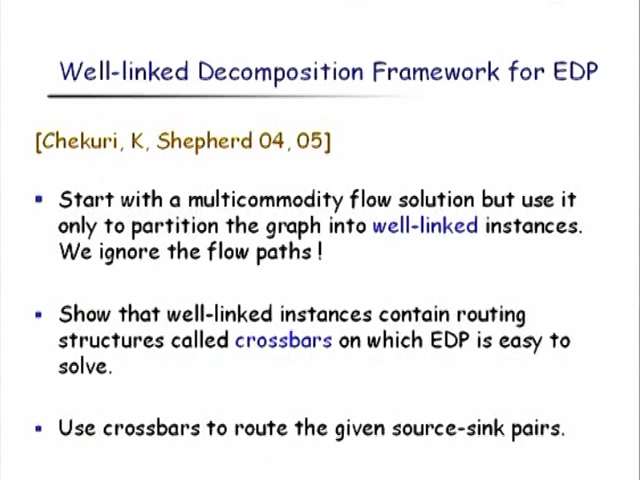 Well-linked Decomposition Framework for EDP
[Chekuri, K, Shepherd 04, 05]
▪ Start with a multicommodity flow solution but use it
only to partition the graph into well-linked instances.
We ignore the flow paths !
▪ Show that well-linked instances contain routing
structures called crossbars on which EDP is easy to
solve.
▪ Use crossbars to route the given source-sink pairs.